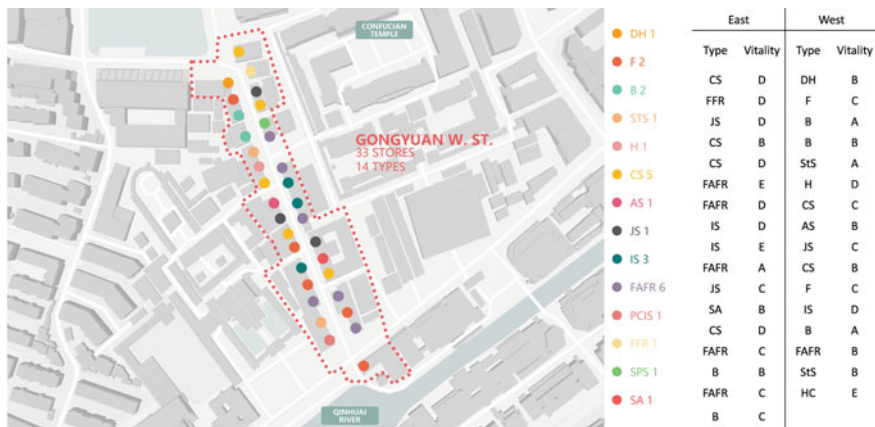 CONFUCIAN
TEMPLE
GONGYUAN W. ST.
33 STORES
14 TYPES
QINHUAI
RIVER
DH 1
F 2
B 2
STS 1
H 1
CS 5
AS 1
JS 1
IS 3
FAFR 6
PCIS 1
FFR 1
SPS 1
SA 1
East West
Type Vitality Type Vitality
CS D DH B
FFR D F C
JS D B A
CS B B B
CS D StS A
FAFR E H D
FAFR D CS C
IS D AS B
IS E JS C
FAFR A CS B
JS C F C
SA B IS D
CS D B A
FAFR C FAFR B
B B StS B
FAFR C HC E
B C